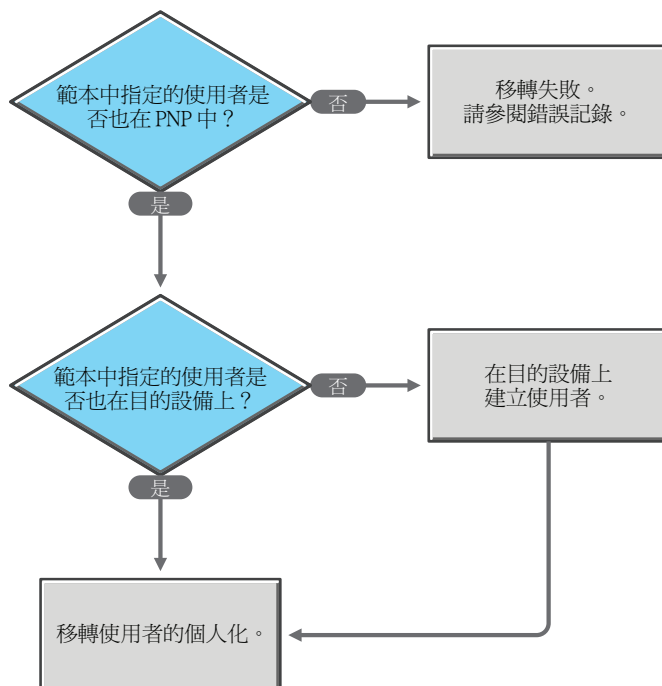 範本中指定的使用者是
否也在 PNP 中？
否
移轉失敗。
請參閱錯誤記錄。
是
範本中指定的使用者是
否也在目的設備上？
否
在目的設備上
建立使用者。
是
移轉使用者的個人化。